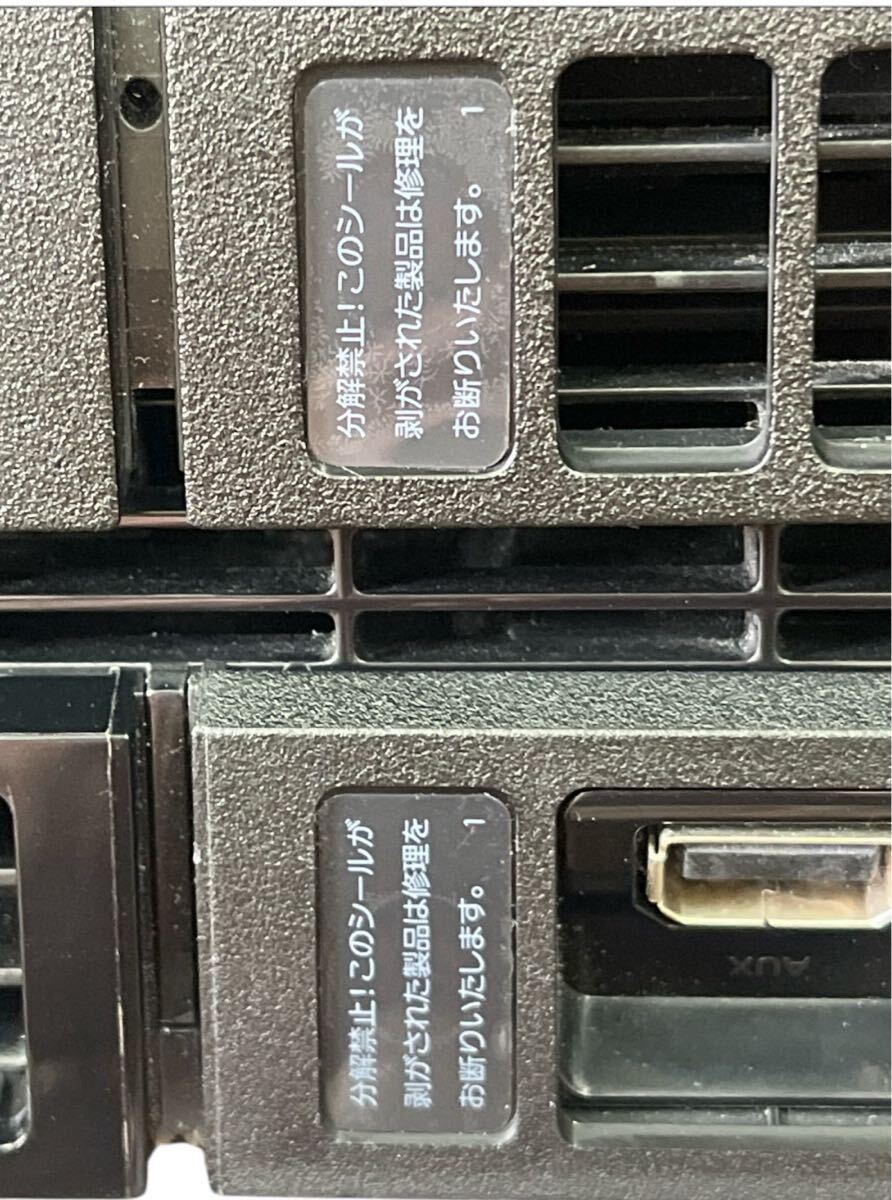 分解禁止!このシールが
剥がされた製品は修理を
お断りいたします。 1
分解禁止!このシールが
剥がされた製品は修理を
お断りいたします。 1
AUX